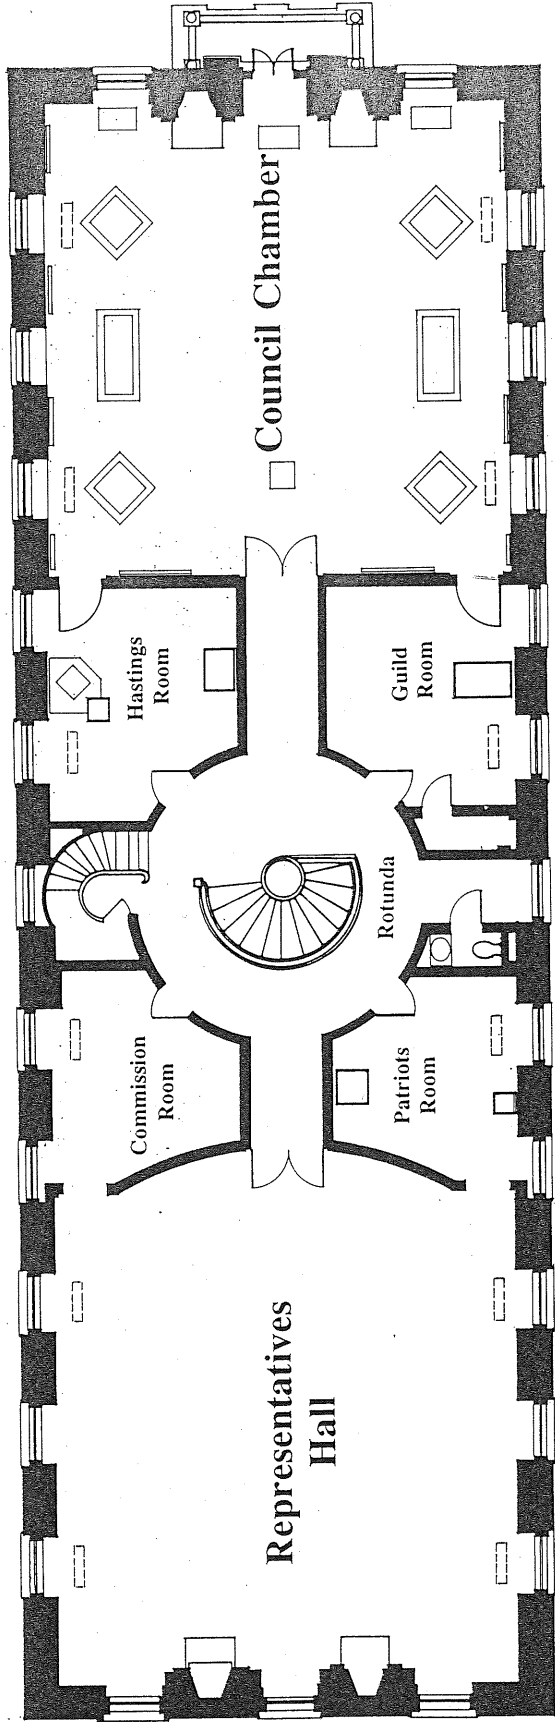 Council Chamber
Hastings
Room
Guild
Room
Rotunda
Commission
Room
Patriots
Room
Representatives
Hall